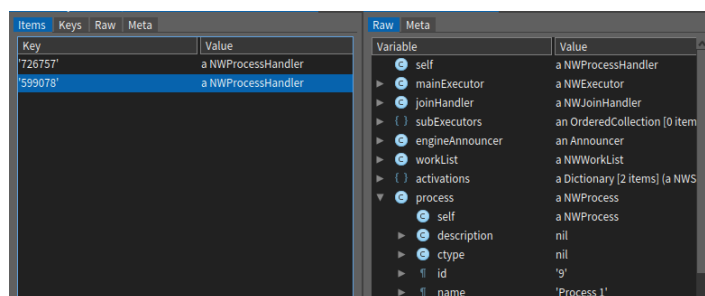 Items Keys Raw Meta
Key Value
'726757' a NWProcessHandler
'599078' a NWProcessHandler
Raw Meta
Variable Value
self a NWProcessHandler
mainExecutor a NWExecutor
joinHandler a NWJoinHandler
{ } subExecutors an OrderedCollection [0 item
engineAnnouncer an Announcer
workList a NWWorkList
{ } activations a Dictionary [2 items] (a NWS
process a NWProcess
self a NWProcess
description nil
ctype nil
¶ id '9'
¶ name 'Process 1'